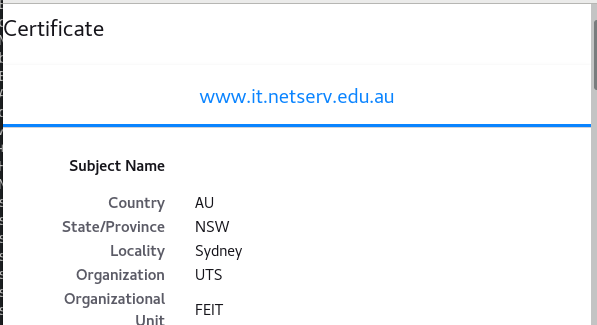 Certificate
www.it.netserv.edu.au
Subject Name
Country AU
State/Province NSW
Locality Sydney
Organization UTS
Organizational
Unit FEIT